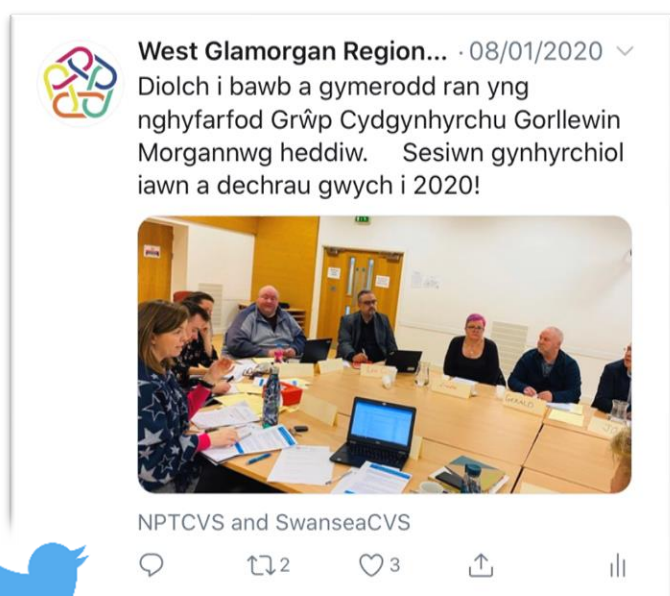 West Glamorgan Region... · 08/01/2020
Diolch i bawb a gymerodd ran yng
nghyfarfod Grŵp Cydgynhyrchu Gorllewin
Morgannwg heddiw. Sesiwn gynhyrchiol
iawn a dechrau gwych i 2020!
GERALD
NPTCVS and SwanseaCVS
2 3